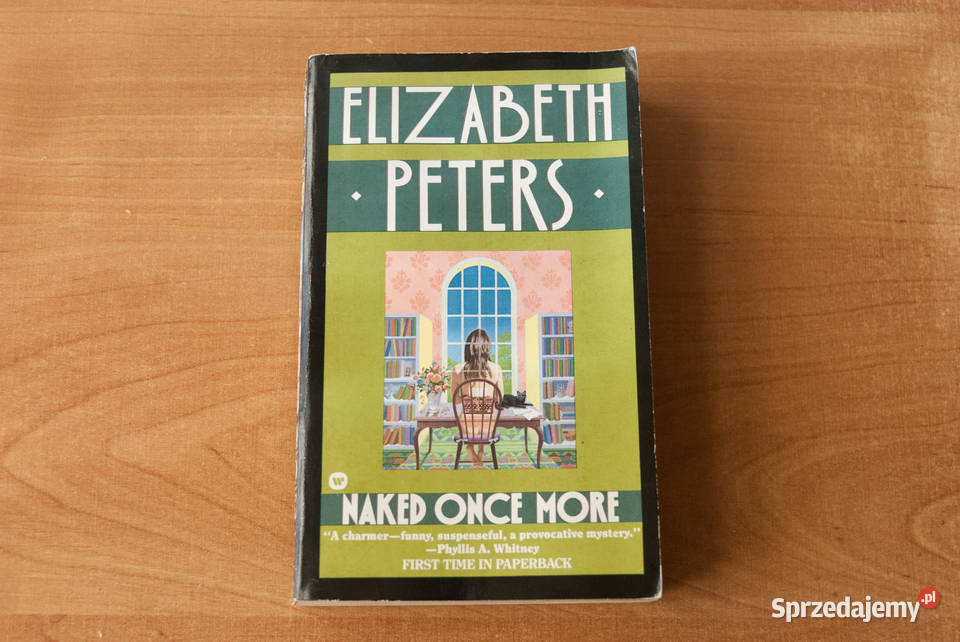 ELIZABETH
· PETERS ·
W
NAKED ONCE MORE
"A charmer—funny, suspenseful, a provocative mystery."
—Phyllis A. Whitney
FIRST TIME IN PAPERBACK
Sprzedajemy.pl